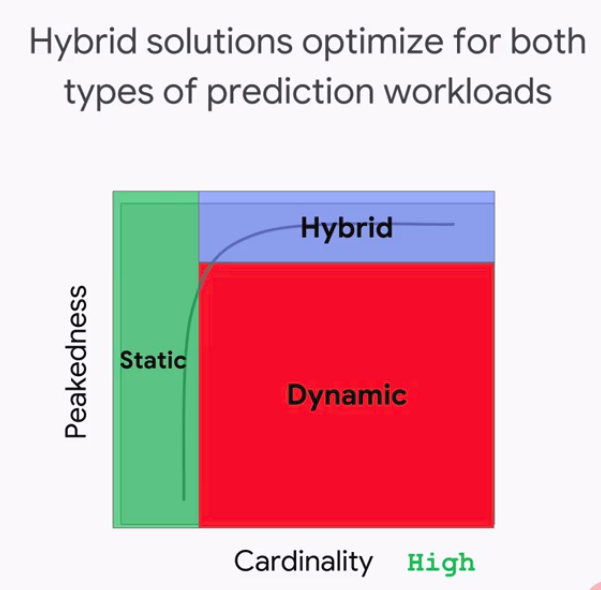 Hybrid solutions optimize for both
types of prediction workloads
Hybrid
Peakedness
Static
Dynamic
Cardinality High